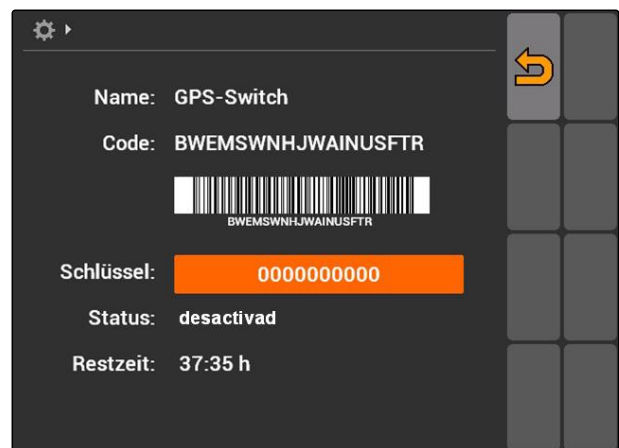 Name: GPS-Switch
Code: BWEMSWNHJWAINUSFTR
BWEMSWNHJWAINUSFTR
Schlüssel: 0000000000
Status: desactivad
Restzeit: 37:35 h